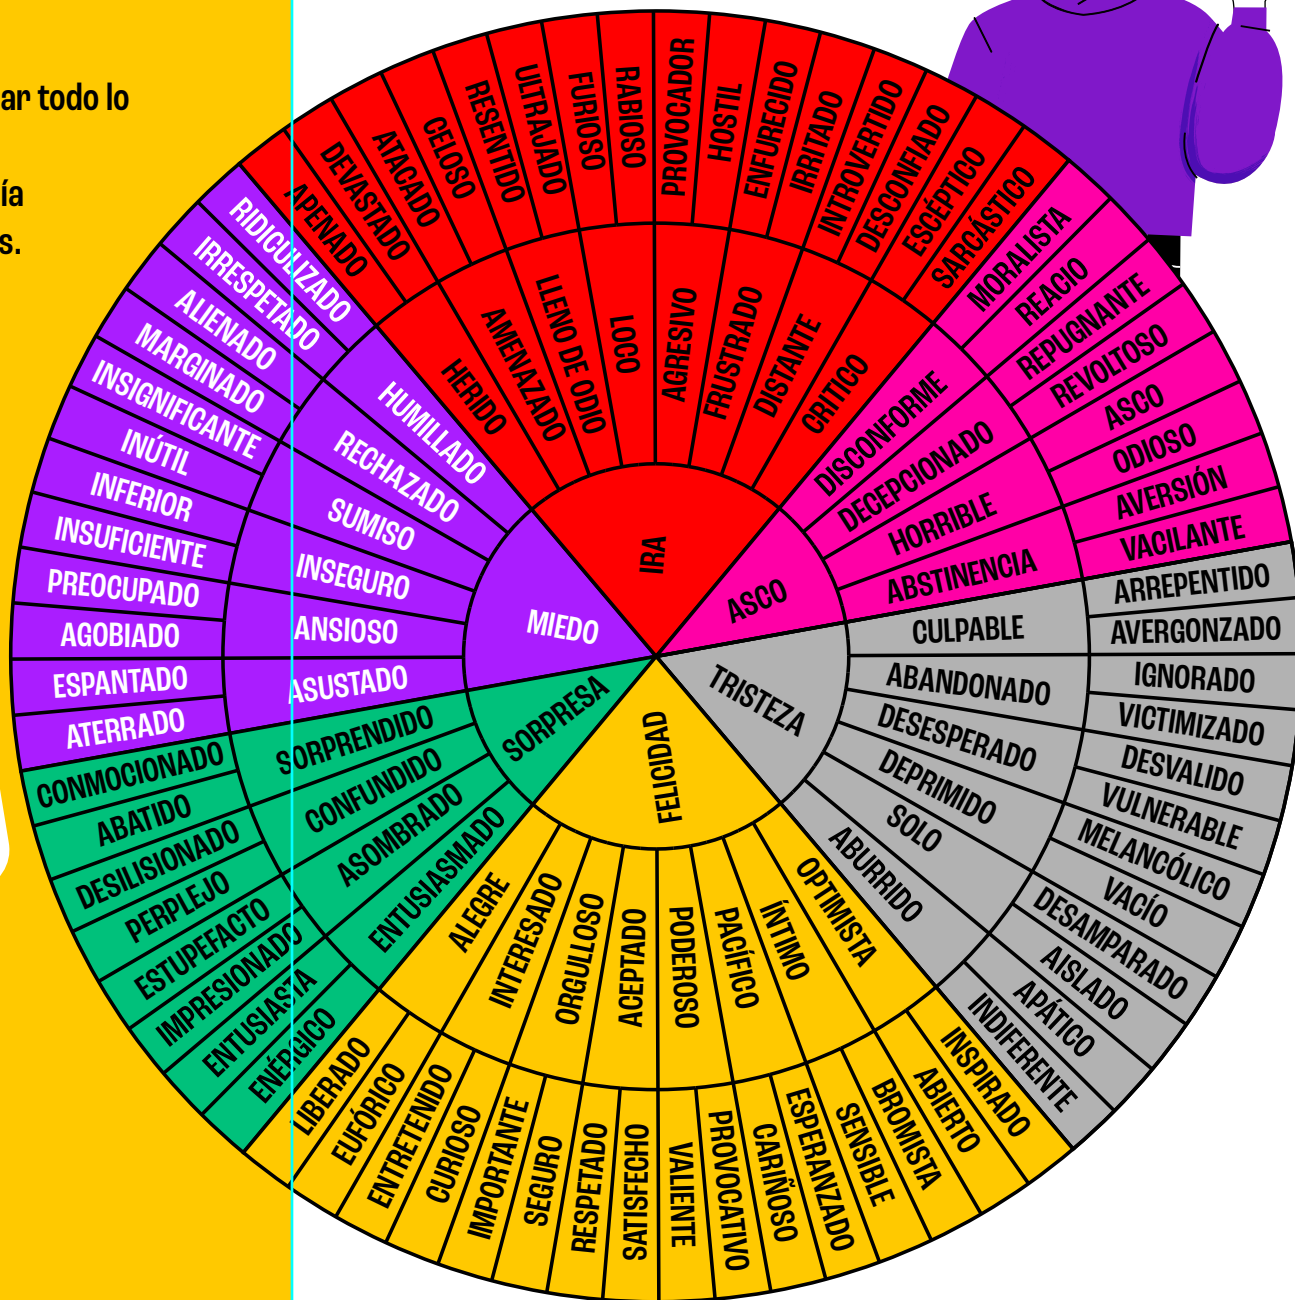 ar todo lo
ía
s.
IRA
ASCO
TRISTEZA
FELICIDAD
SORPRESA
MIEDO
HERIDO
AMENAZADO
LLENO DE ODIO
LOCO
AGRESIVO
FRUSTRADO
DISTANTE
CRITICO
DISCONFORME
DECEPCIONADO
HORRIBLE
ABSTINENCIA
CULPABLE
ABANDONADO
DESESPERADO
DEPRIMIDO
SOLO
ABURRIDO
OPTIMISTA
ÍNTIMO
PACÍFICO
PODEROSO
ACEPTADO
ORGULLOSO
INTERESADO
ALEGRE
ENTUSIASMADO
ASOMBRADO
CONFUNDIDO
SORPRENDIDO
ASUSTADO
ANSIOSO
INSEGURO
SUMISO
RECHAZADO
HUMILLADO
APENADO
DEVASTADO
ATACADO
CELOSO
RESENTIDO
ULTRAJADO
FURIOSO
RABIOSO
PROVOCADOR
HOSTIL
ENFURECIDO
IRRITADO
INTROVERTIDO
DESCONFIADO
ESCÉPTICO
SARCÁSTICO
MORALISTA
REACIO
REPUGNANTE
REVOLTOSO
ASCO
ODIOSO
AVERSIÓN
VACILANTE
ARREPENTIDO
AVERGONZADO
IGNORADO
VICTIMIZADO
DESVALIDO
VULNERABLE
MELANCÓLICO
VACÍO
DESAMPARADO
AISLADO
APÁTICO
INDIFERENTE
INSPIRADO
ABIERTO
BROMISTA
SENSIBLE
ESPERANZADO
CARIÑOSO
PROVOCATIVO
VALIENTE
SATISFECHO
RESPETADO
SEGURO
IMPORTANTE
CURIOSO
ENTRETENIDO
EUFÓRICO
LIBERADO
ENÉRGICO
ENTUSIASTA
IMPRESIONADO
ESTUPEFACTO
PERPLEJO
DESILISIONADO
ABATIDO
CONMOCIONADO
ATERRADO
ESPANTADO
AGOBIADO
PREOCUPADO
INSUFICIENTE
INFERIOR
INÚTIL
INSIGNIFICANTE
MARGINADO
ALIENADO
IRRESPETADO
RIDICULIZADO